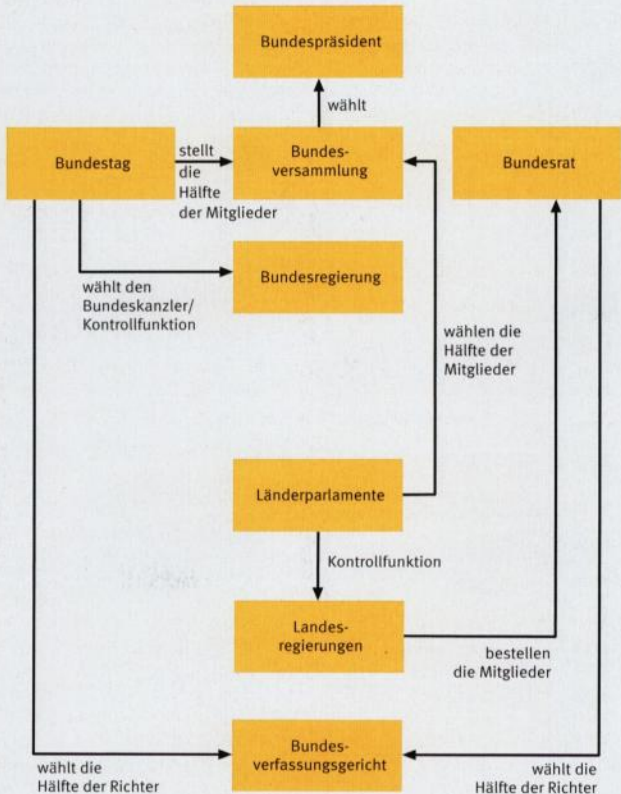 Bundespräsident
wählt
Bundestag
stellt
die
Hälfte
der Mitglieder
Bundes-
versammlung
Bundesrat
wählt den
Bundeskanzler/
Kontrollfunktion
Bundesregierung
wählen die
Hälfte der
Mitglieder
Länderparlamente
Kontrollfunktion
Landes-
regierungen
bestellen
die Mitglieder
Bundes-
verfassungsgericht
wählt die
Hälfte der Richter
wählt die
Hälfte der Richter